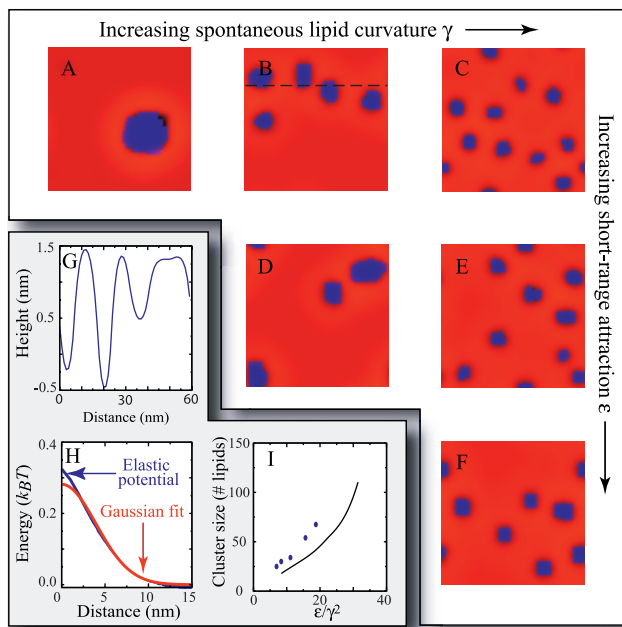 Increasing spontaneous lipid curvature γ
A
B
C
Increasing short-range attraction ε
D
E
F
G
Height (nm)
1.5
-0.5
0
30
60
Distance (nm)
H
Energy (kBT)
0.4
0.2
0.0
Elastic
potential
Gaussian fit
0
5
10
15
Distance (nm)
I
Cluster size (# lipids)
150
100
50
0
0
20
40
ε/γ²